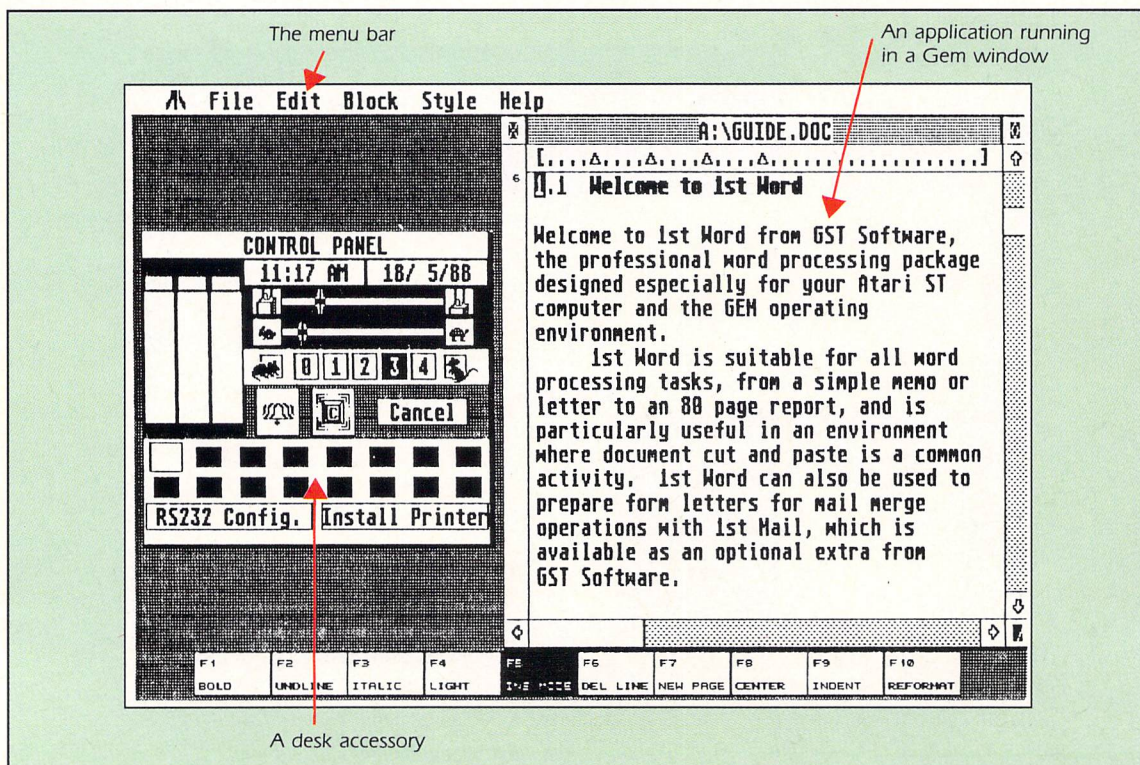 The menu bar
An application running
in a Gem window
File Edit Block Style Help
A:\GUIDE.DOC
CONTROL PANEL
11:17 AM 18/ 5/88
0 1 2 3 4
C Cancel
RS232 Config. Install Printer
6
1.1 Welcome to 1st Word
Welcome to 1st Word from GST Software,
the professional word processing package
designed especially for your Atari ST
computer and the GEM operating
environment.
1st Word is suitable for all word
processing tasks, from a simple memo or
letter to an 80 page report, and is
particularly useful in an environment
where document cut and paste is a common
activity. 1st Word can also be used to
prepare form letters for mail merge
operations with 1st Mail, which is
available as an optional extra from
GST Software.
F1 F2 F3 F4 F5 F6 F7 F8 F9 F10
BOLD UNDLINE ITALIC LIGHT MODE DEL LINE NEW PAGE CENTER INDENT REFORMAT
A desk accessory